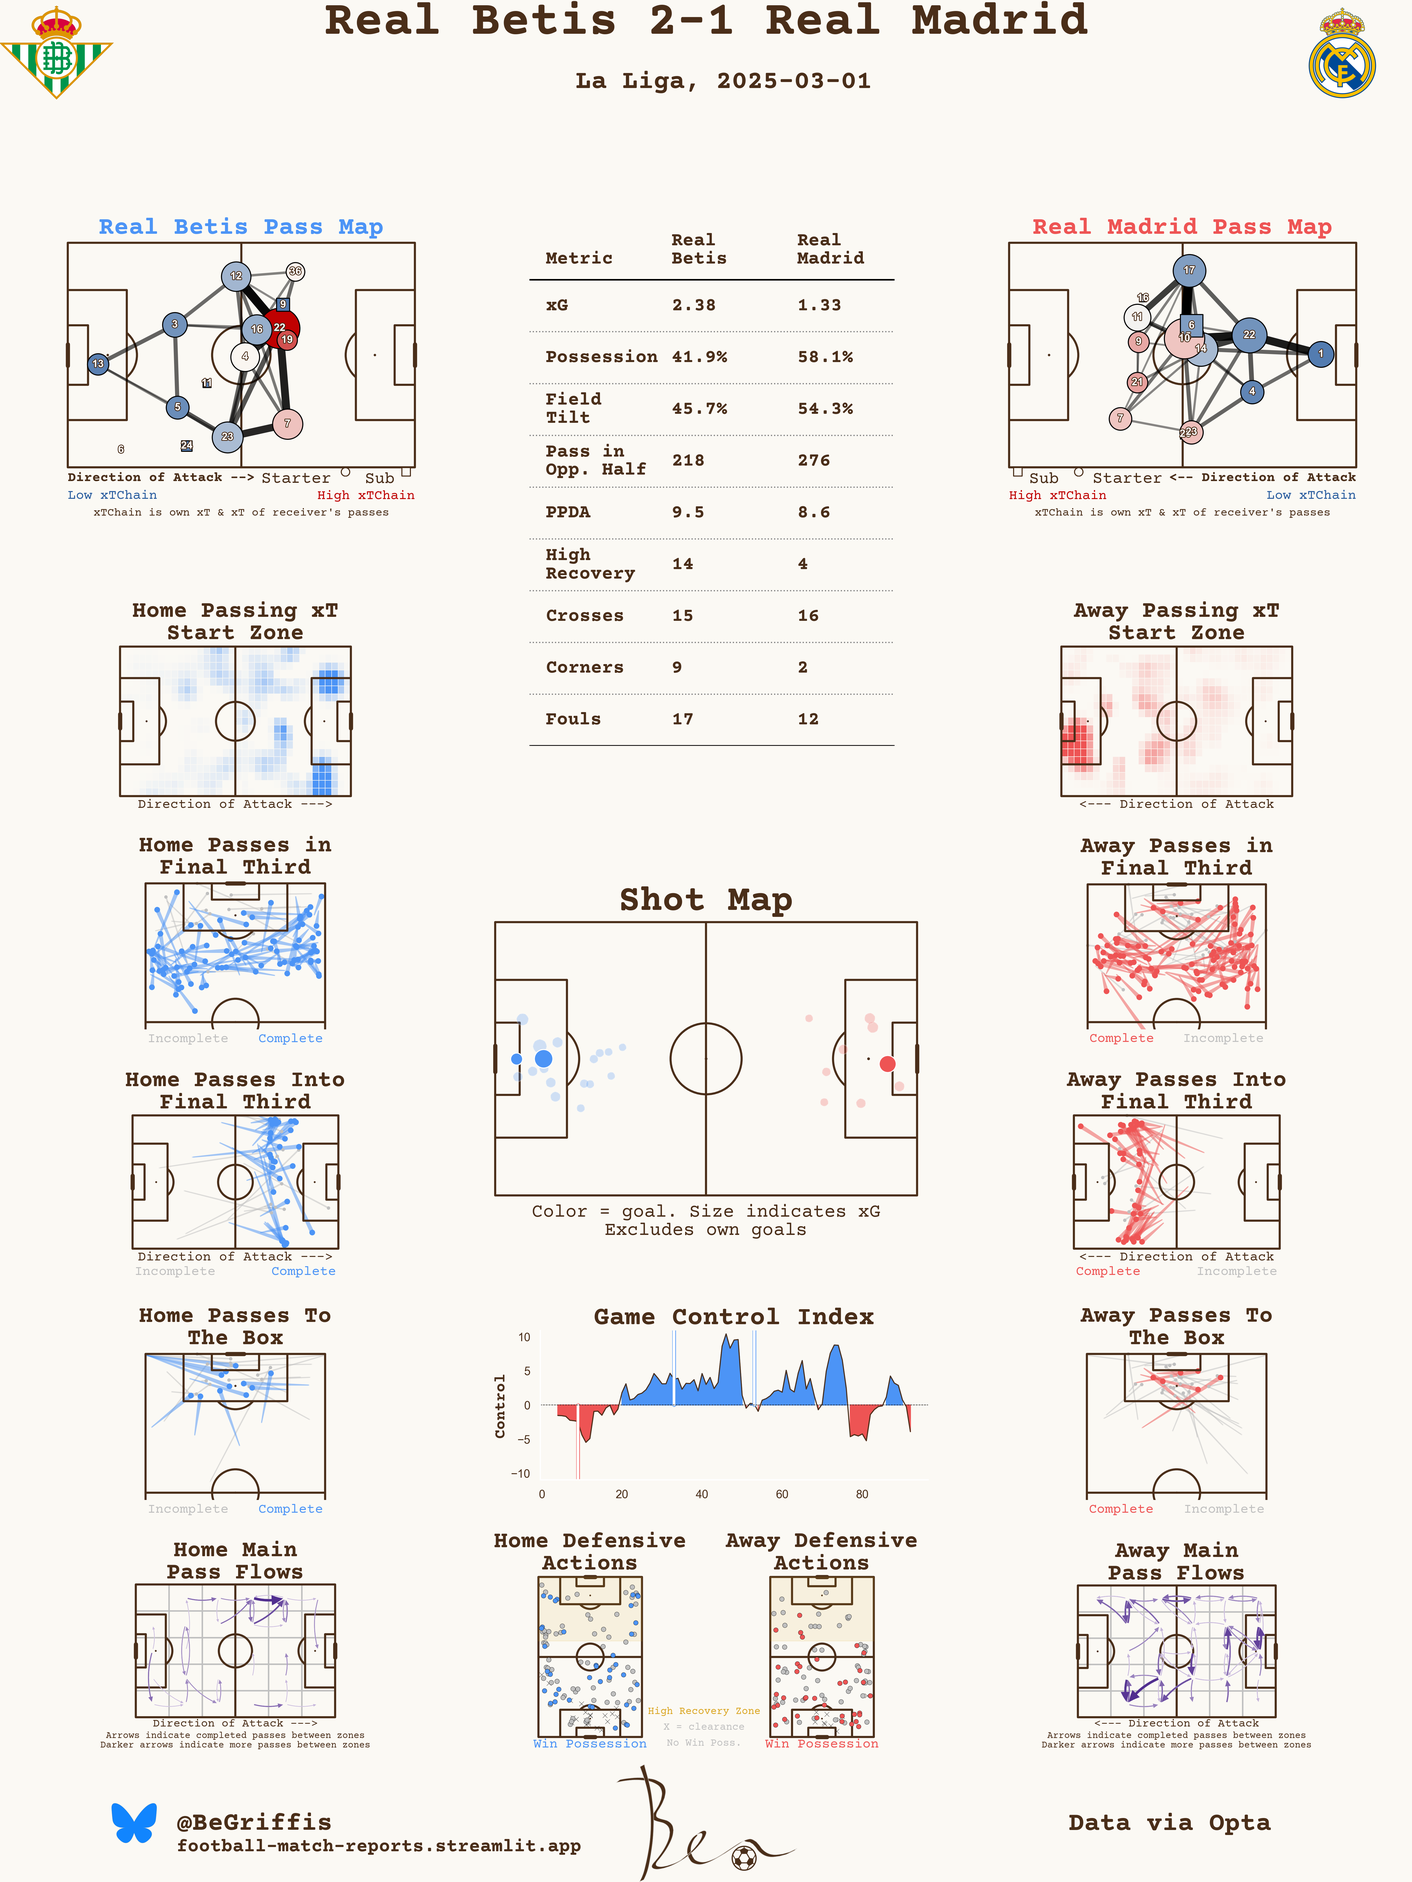 Real Betis 2-1 Real Madrid
La Liga, 2025-03-01
Real Betis Pass Map
12
36
9
3
16
22
19
4
13
11
5
7
23
24
6
Direction of Attack --> Starter Sub
Low xTChain High xTChain
xTChain is own xT & xT of receiver's passes
Metric Real Betis Real Madrid
xG 2.38 1.33
Possession 41.9% 58.1%
Field Tilt 45.7% 54.3%
Pass in Opp. Half 218 276
PPDA 9.5 8.6
High Recovery 14 4
Crosses 15 16
Corners 9 2
Fouls 17 12
Real Madrid Pass Map
17
16
11
6
10
9
14
22
1
21
4
7
23
Sub Starter <-- Direction of Attack
High xTChain Low xTChain
xTChain is own xT & xT of receiver's passes
Home Passing xT
Start Zone
Direction of Attack --->
Away Passing xT
Start Zone
<--- Direction of Attack
Home Passes in
Final Third
Incomplete Complete
Away Passes in
Final Third
Complete Incomplete
Shot Map
Color = goal. Size indicates xG
Excludes own goals
Home Passes Into
Final Third
Direction of Attack --->
Incomplete Complete
Away Passes Into
Final Third
<--- Direction of Attack
Complete Incomplete
Home Passes To
The Box
Incomplete Complete
Game Control Index
Control
10
5
0
−5
−10
0 20 40 60 80
Away Passes To
The Box
Complete Incomplete
Home Main
Pass Flows
Direction of Attack --->
Arrows indicate completed passes between zones
Darker arrows indicate more passes between zones
Home Defensive
Actions
Win Possession
Away Defensive
Actions
Win Possession
High Recovery Zone
X = clearance
No Win Poss.
Away Main
Pass Flows
<--- Direction of Attack
Arrows indicate completed passes between zones
Darker arrows indicate more passes between zones
@BeGriffis
football-match-reports.streamlit.app
Ben
Data via Opta